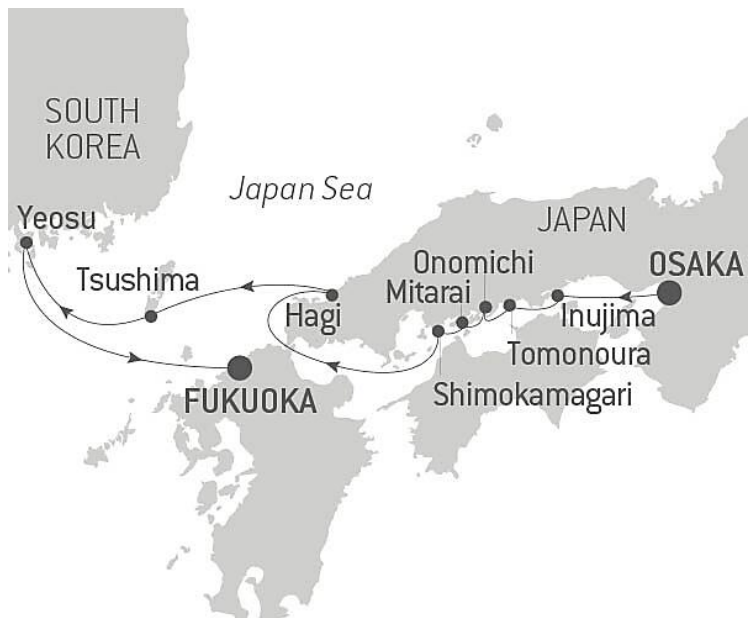 SOUTH
KOREA
Japan Sea
Yeosu
JAPAN
Tsushima
Onomichi
OSAKA
Mitarai
Hagi
Inujima
Tomonoura
FUKUOKA
Shimokamagari